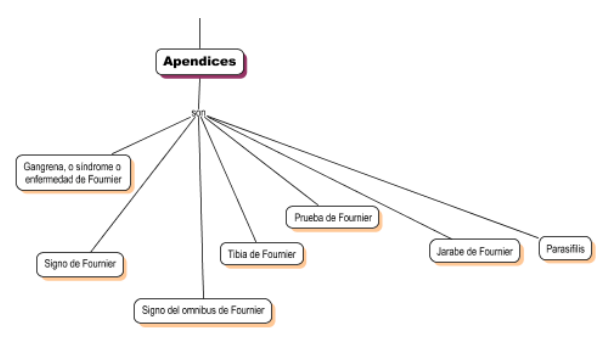 Apendices
son
Gangrena, o síndrome o
enfermedad de Fournier
Signo de Fournier
Signo del omnibus de Fournier
Tibia de Fournier
Prueba de Fournier
Jarabe de Fournier
Parasifilis